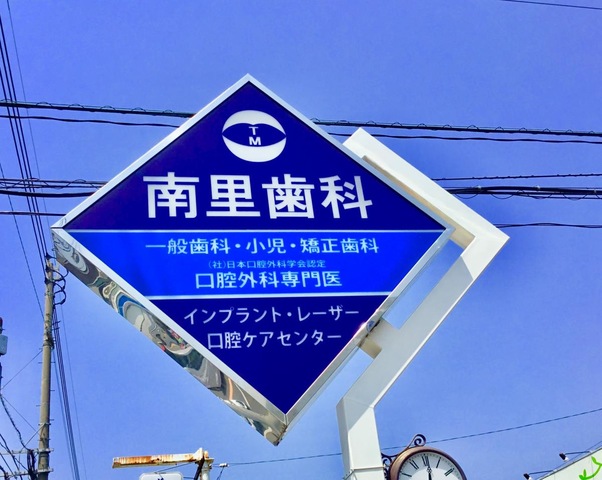 TM
南里歯科
一般歯科・小児・矯正歯科
(社)日本口腔外科学会認定
口腔外科専門医
インプラント・レーザー
口腔ケアセンター